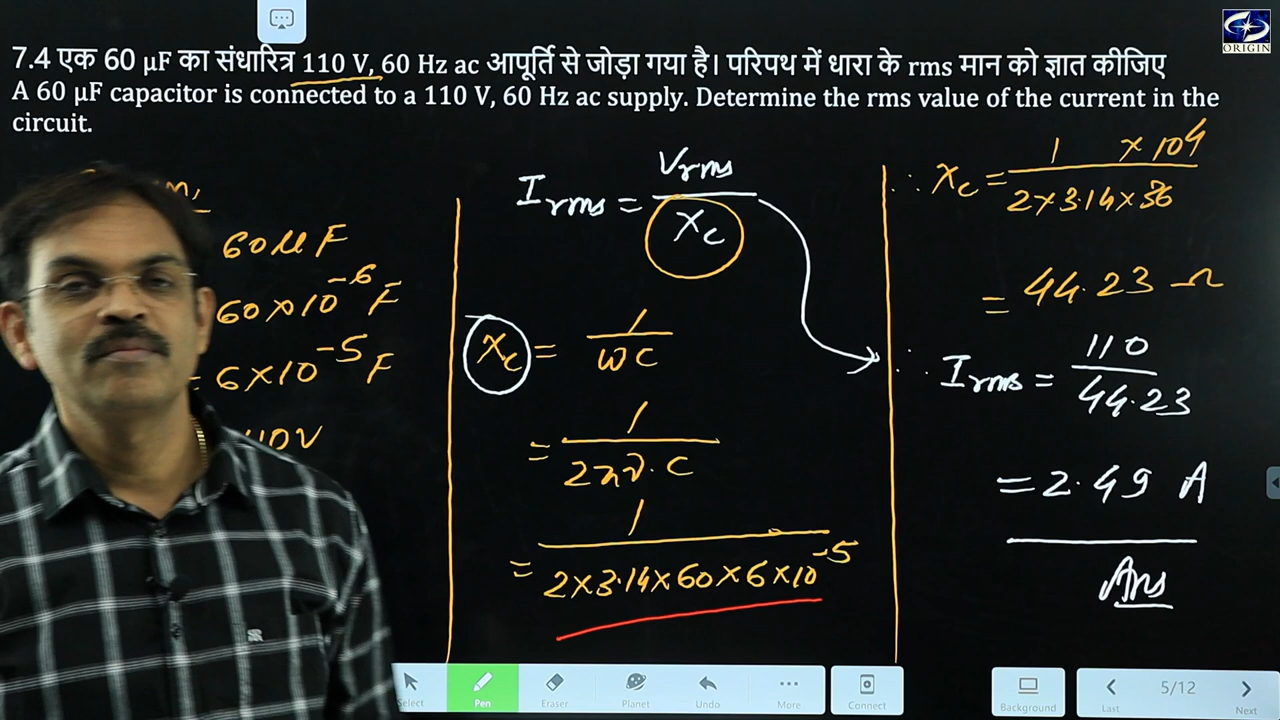 ORIGIN
7.4 एक 60 μF का संधारित्र 110 V, 60 Hz ac आपूर्ति से जोड़ा गया है। परिपथ में धारा के rms मान को ज्ञात कीजिए
A 60 μF capacitor is connected to a 110 V, 60 Hz ac supply. Determine the rms value of the current in the
circuit.
60μF
60×10⁻⁶ F
= 6×10⁻⁵ F
110V
I rms = Vrms / Xc
Xc = 1 / ωC
= 1 / 2πν.C
= 1 / 2×3.14×60×6×10⁻⁵
∴ Xc = 1 ×10⁴ / 2×3.14×36
= 44.23 Ω
∴ I rms = 110 / 44.23
= 2.49 A
Ans
Select Pen Eraser Planet Undo More Connect Background Last 5/12 Next